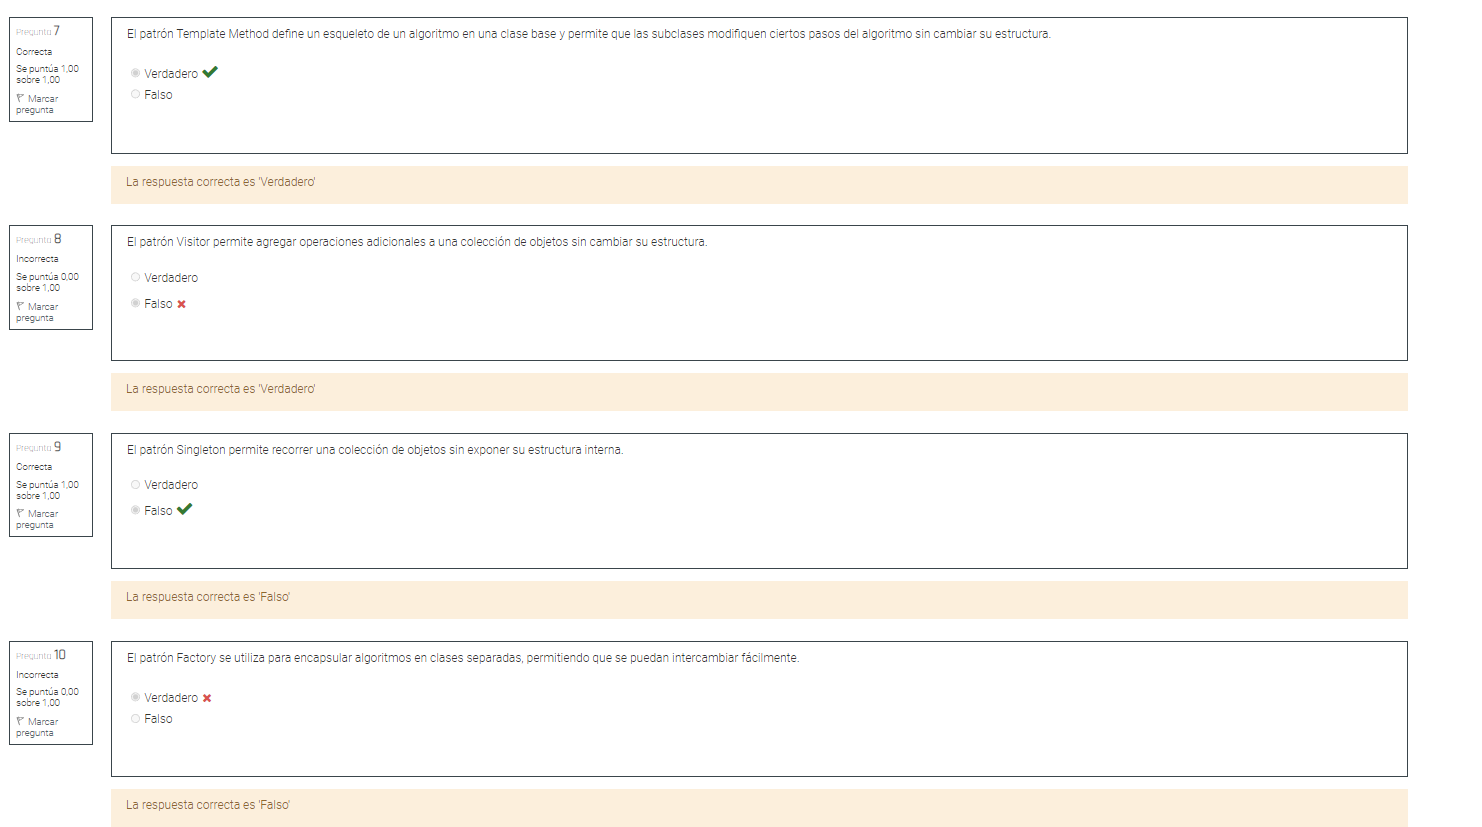 Pregunta 7
Correcta
Se puntúa 1,00
sobre 1,00
Marcar
pregunta
El patrón Template Method define un esqueleto de un algoritmo en una clase base y permite que las subclases modifiquen ciertos pasos del algoritmo sin cambiar su estructura.
Verdadero
Falso
La respuesta correcta es 'Verdadero'
Pregunta 8
Incorrecta
Se puntúa 0,00
sobre 1,00
Marcar
pregunta
El patrón Visitor permite agregar operaciones adicionales a una colección de objetos sin cambiar su estructura.
Verdadero
Falso
La respuesta correcta es 'Verdadero'
Pregunta 9
Correcta
Se puntúa 1,00
sobre 1,00
Marcar
pregunta
El patrón Singleton permite recorrer una colección de objetos sin exponer su estructura interna.
Verdadero
Falso
La respuesta correcta es 'Falso'
Pregunta 10
Incorrecta
Se puntúa 0,00
sobre 1,00
Marcar
pregunta
El patrón Factory se utiliza para encapsular algoritmos en clases separadas, permitiendo que se puedan intercambiar fácilmente.
Verdadero
Falso
La respuesta correcta es 'Falso'